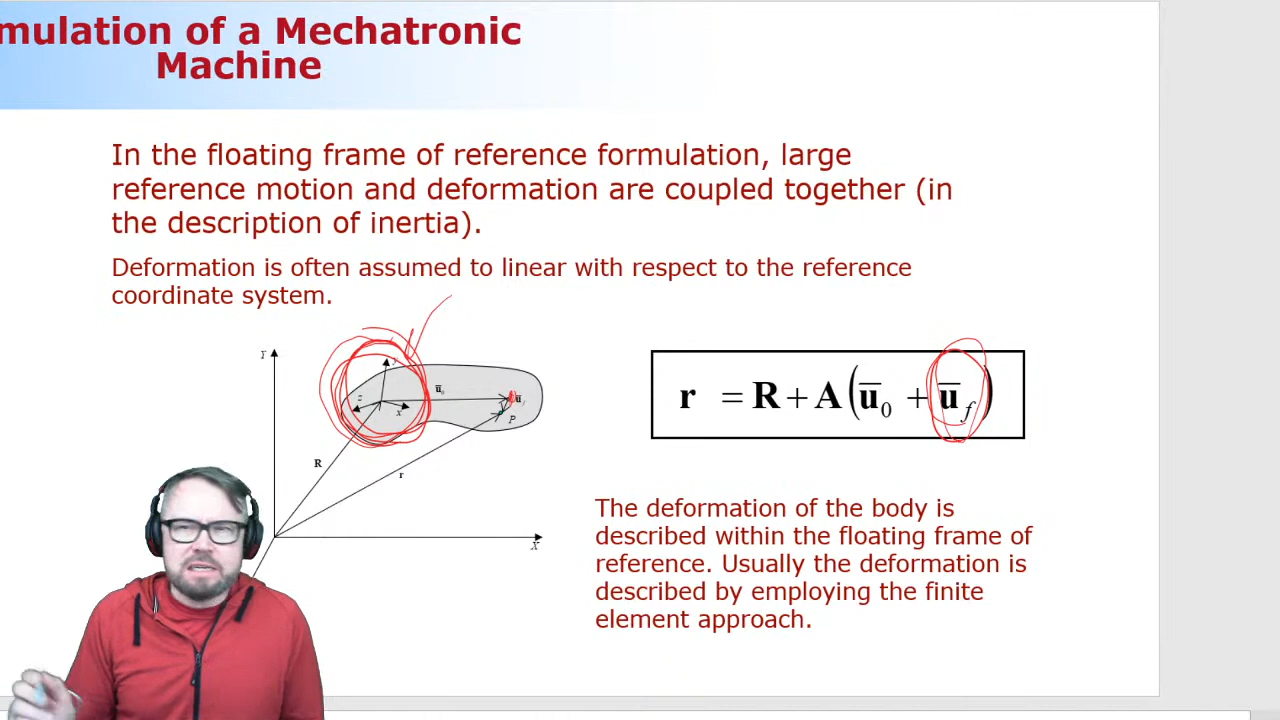 mulation of a Mechatronic
Machine
In the floating frame of reference formulation, large
reference motion and deformation are coupled together (in
the description of inertia).
Deformation is often assumed to linear with respect to the reference
coordinate system.
Y
y
z
x
ū0
ūf
P
R
r
X
r = R + A(ū0 + ūf)
The deformation of the body is
described within the floating frame of
reference. Usually the deformation is
described by employing the finite
element approach.